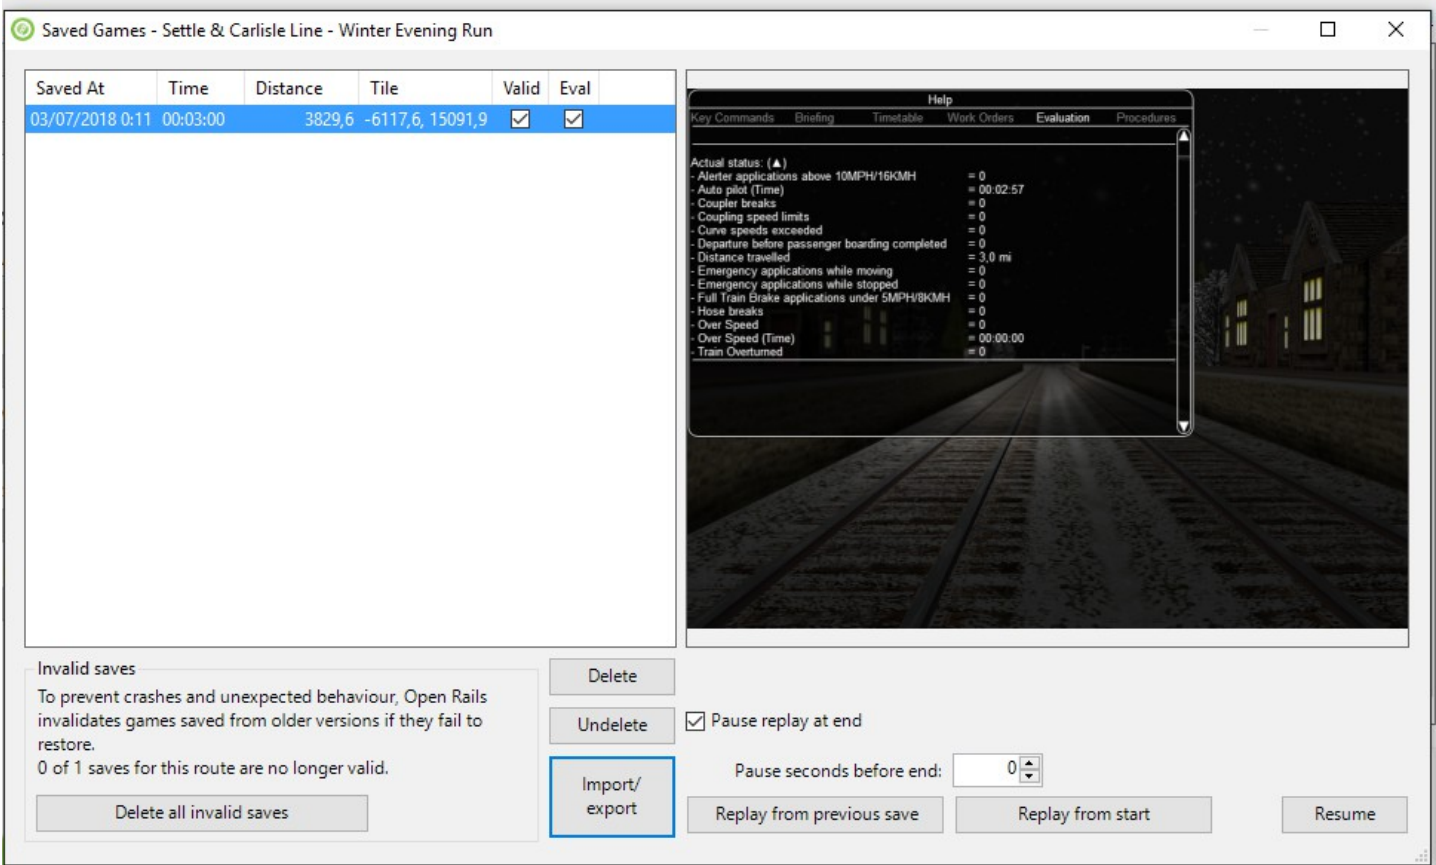 Saved Games - Settle & Carlisle Line - Winter Evening Run
Saved At Time Distance Tile Valid Eval
03/07/2018 0:11 00:03:00 3829,6 -6117,6, 15091,9
Help
Key Commands Briefing Timetable Work Orders Evaluation Procedures
Actual status: (▲)
- Alerter applications above 10MPH/16KMH = 0
- Auto pilot (Time) = 00:02:57
- Coupler breaks = 0
- Coupling speed limits = 0
- Curve speeds exceeded = 0
- Departure before passenger boarding completed = 0
- Distance travelled = 3,0 mi
- Emergency applications while moving = 0
- Emergency applications while stopped = 0
- Full Train Brake applications under 5MPH/8KMH = 0
- Hose breaks = 0
- Over Speed = 0
- Over Speed (Time) = 00:00:00
- Train Overturned = 0
Invalid saves
To prevent crashes and unexpected behaviour, Open Rails
invalidates games saved from older versions if they fail to
restore.
0 of 1 saves for this route are no longer valid.
Delete all invalid saves
Delete
Undelete
Import/
export
Pause replay at end
Pause seconds before end: 0
Replay from previous save Replay from start Resume